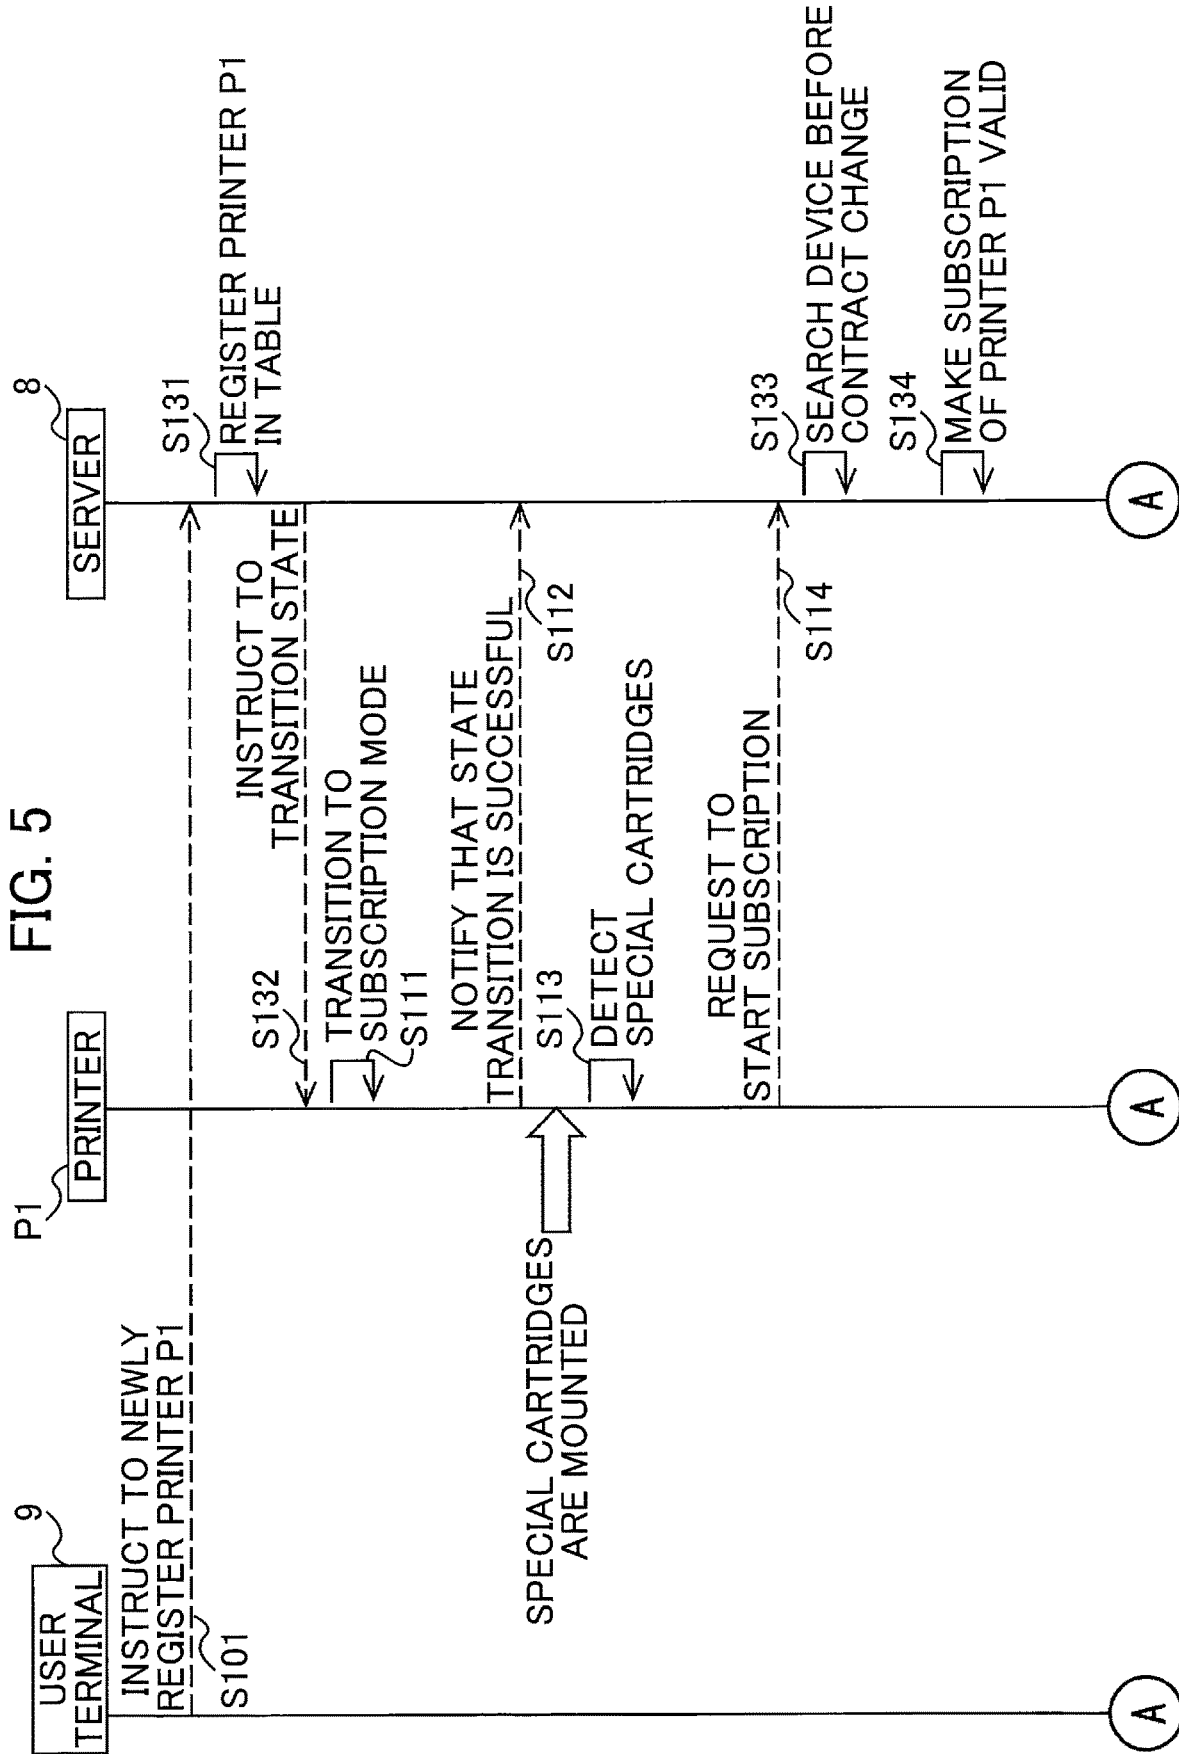 FIG. 5
USER
TERMINAL
9
PRINTER
P1
SERVER
8
INSTRUCT TO NEWLY
REGISTER PRINTER P1
S101
S131
REGISTER PRINTER P1
IN TABLE
INSTRUCT TO
TRANSITION STATE
S132
TRANSITION TO
SUBSCRIPTION MODE
S111
NOTIFY THAT STATE
TRANSITION IS SUCCESSFUL
S112
SPECIAL CARTRIDGES
ARE MOUNTED
S113
DETECT
SPECIAL CARTRIDGES
REQUEST TO
START SUBSCRIPTION
S114
S133
SEARCH DEVICE BEFORE
CONTRACT CHANGE
S134
MAKE SUBSCRIPTION
OF PRINTER P1 VALID
A
A
A